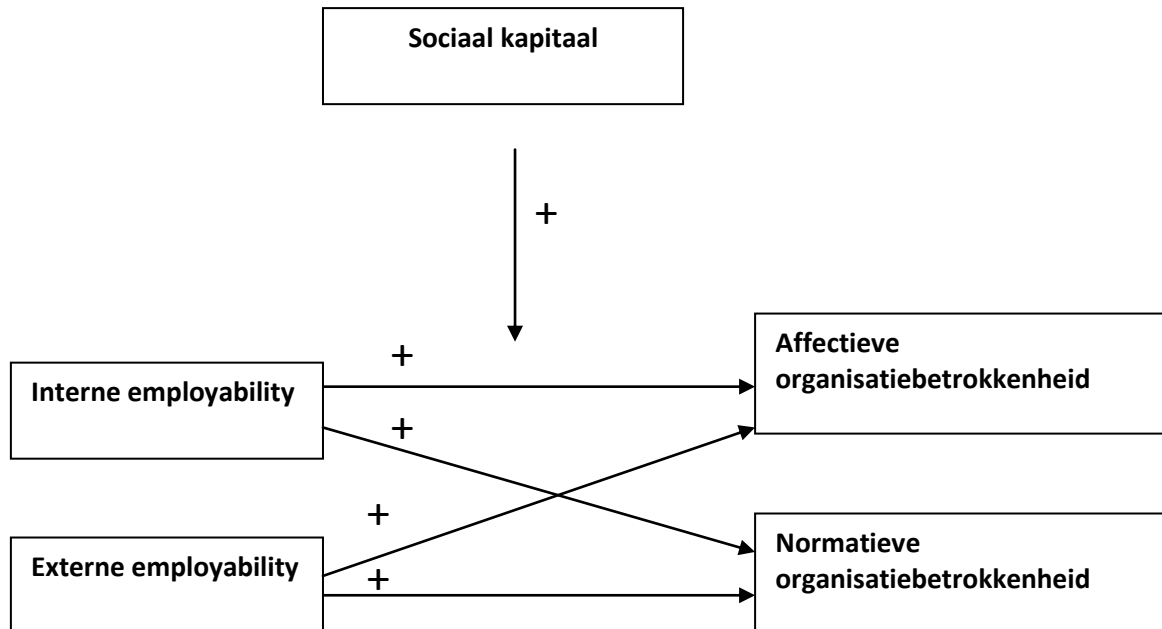 Sociaal kapitaal
+
+
Affectieve
organisatiebetrokkenheid
Interne employability
+
+
Normatieve
organisatiebetrokkenheid
Externe employability
+